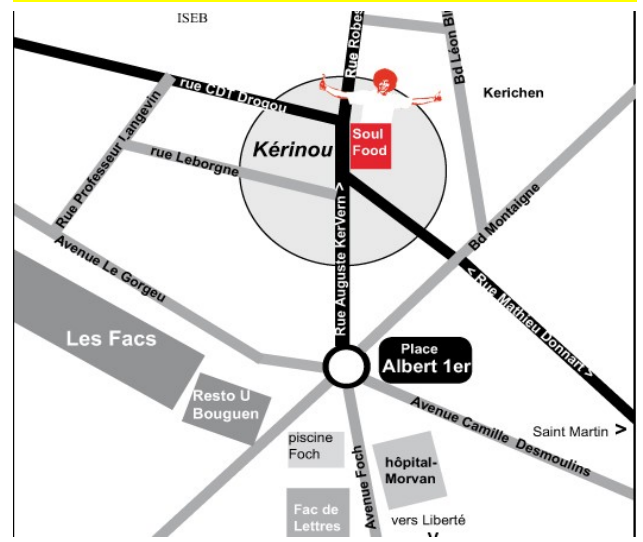 ISEB
Rue Robes
Bd Léon Bl
Kerichen
rue CDT Drogou
Soul
Food
Kérinou
Rue Professeur Langevin
rue Leborgne
Rue Auguste KerVern >
Bd Montaigne
Avenue Le Gorgeu
< Rue Mathieu Donnart >
Les Facs
Place
Albert 1er
Resto U
Bouguen
Avenue Camille Desmoulins
Saint Martin >
piscine
Foch
Avenue Foch
hôpital-
Morvan
Fac de
Lettres
vers Liberté
>